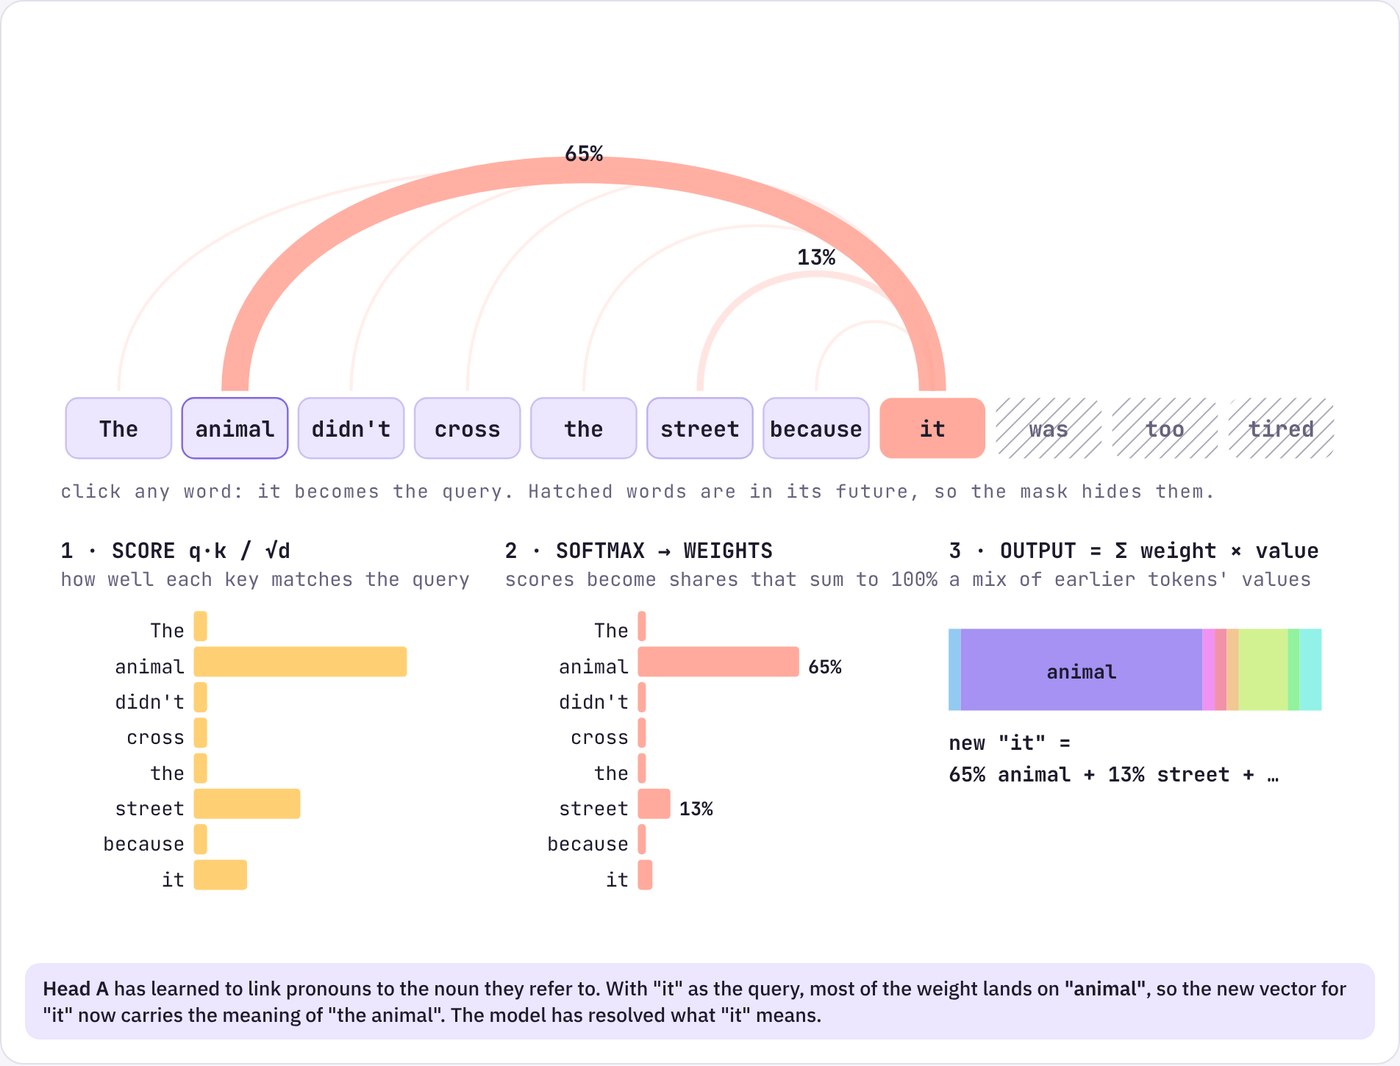 65%
13%
The animal didn't cross the street because it was too tired
click any word: it becomes the query. Hatched words are in its future, so the mask hides them.
1 · SCORE q·k / √d
how well each key matches the query
The
animal
didn't
cross
the
street
because
it
2 · SOFTMAX → WEIGHTS
scores become shares that sum to 100%
The
animal 65%
didn't
cross
the
street 13%
because
it
3 · OUTPUT = Σ weight × value
a mix of earlier tokens' values
animal
new "it" =
65% animal + 13% street + …
Head A has learned to link pronouns to the noun they refer to. With "it" as the query, most of the weight lands on "animal", so the new vector for
"it" now carries the meaning of "the animal". The model has resolved what "it" means.